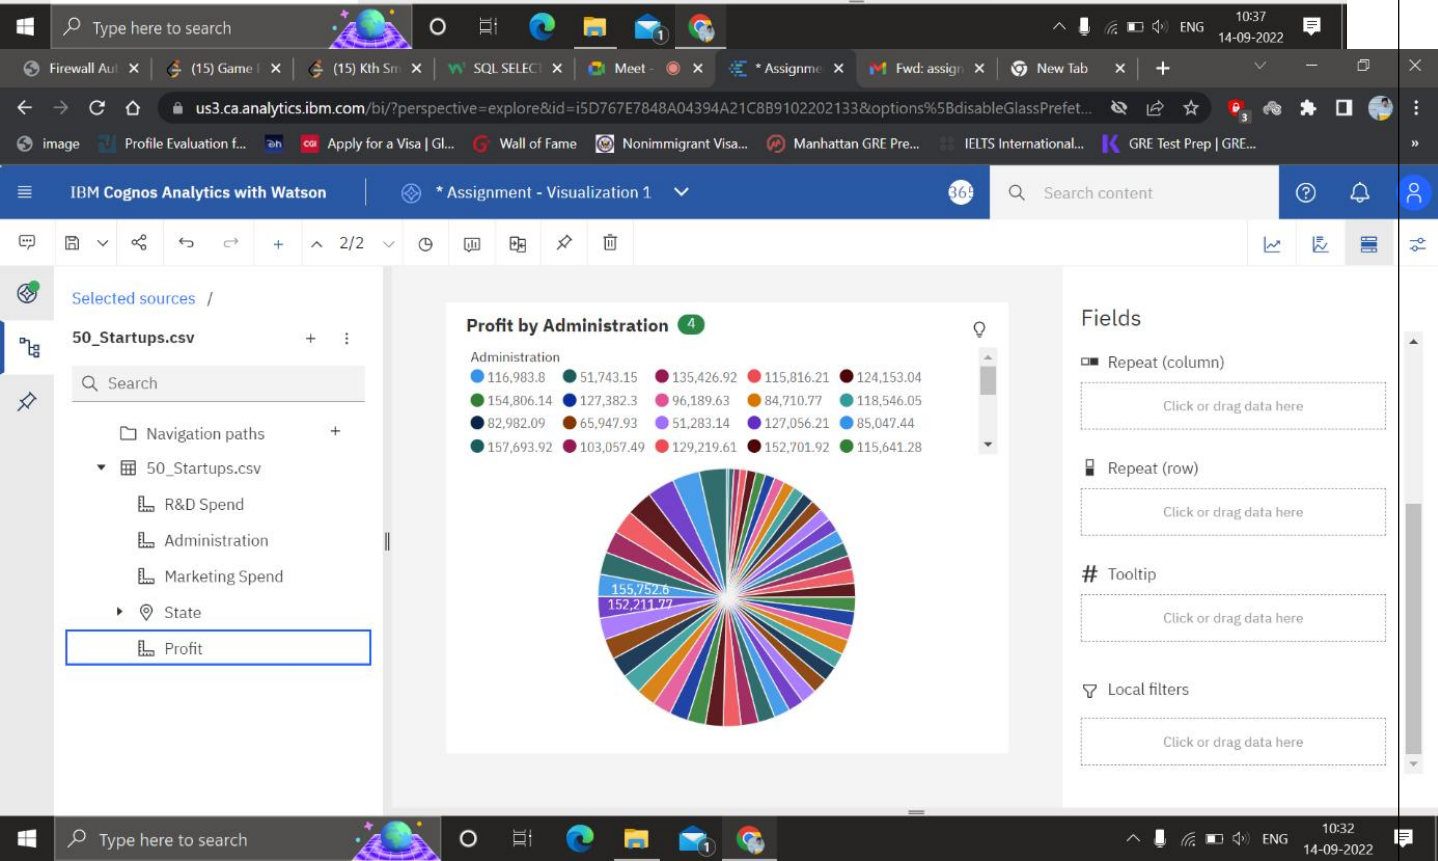 Type here to search
1
ENG
10:37
14-09-2022
Firewall Au
(15) Game
(15) Kth Sm
SQL SELEC
Meet -
* Assignme
Fwd: assign
New Tab
us3.ca.analytics.ibm.com/bi/?perspective=explore&id=i5D767E7848A04394A21C8B9102202133&options%5BdisableGlassPrefet...
3
image
Profile Evaluation f...
Apply for a Visa | Gl...
Wall of Fame
Nonimmigrant Visa...
Manhattan GRE Pre...
IELTS International...
GRE Test Prep | GRE...
»
IBM Cognos Analytics with Watson
* Assignment - Visualization 1
Search content
2/2
Selected sources /
50_Startups.csv
Search
Navigation paths
50_Startups.csv
R&D Spend
Administration
Marketing Spend
State
Profit
Profit by Administration 4
Administration
116,983.8 51,743.15 135,426.92 115,816.21 124,153.04
154,806.14 127,382.3 96,189.63 84,710.77 118,546.05
82,982.09 65,947.93 51,283.14 127,056.21 85,047.44
157,693.92 103,057.49 129,219.61 152,701.92 115,641.28
155,752.6
152,211.77
Fields
Repeat (column)
Click or drag data here
Repeat (row)
Click or drag data here
# Tooltip
Click or drag data here
Local filters
Click or drag data here
Type here to search
1
ENG
10:32
14-09-2022